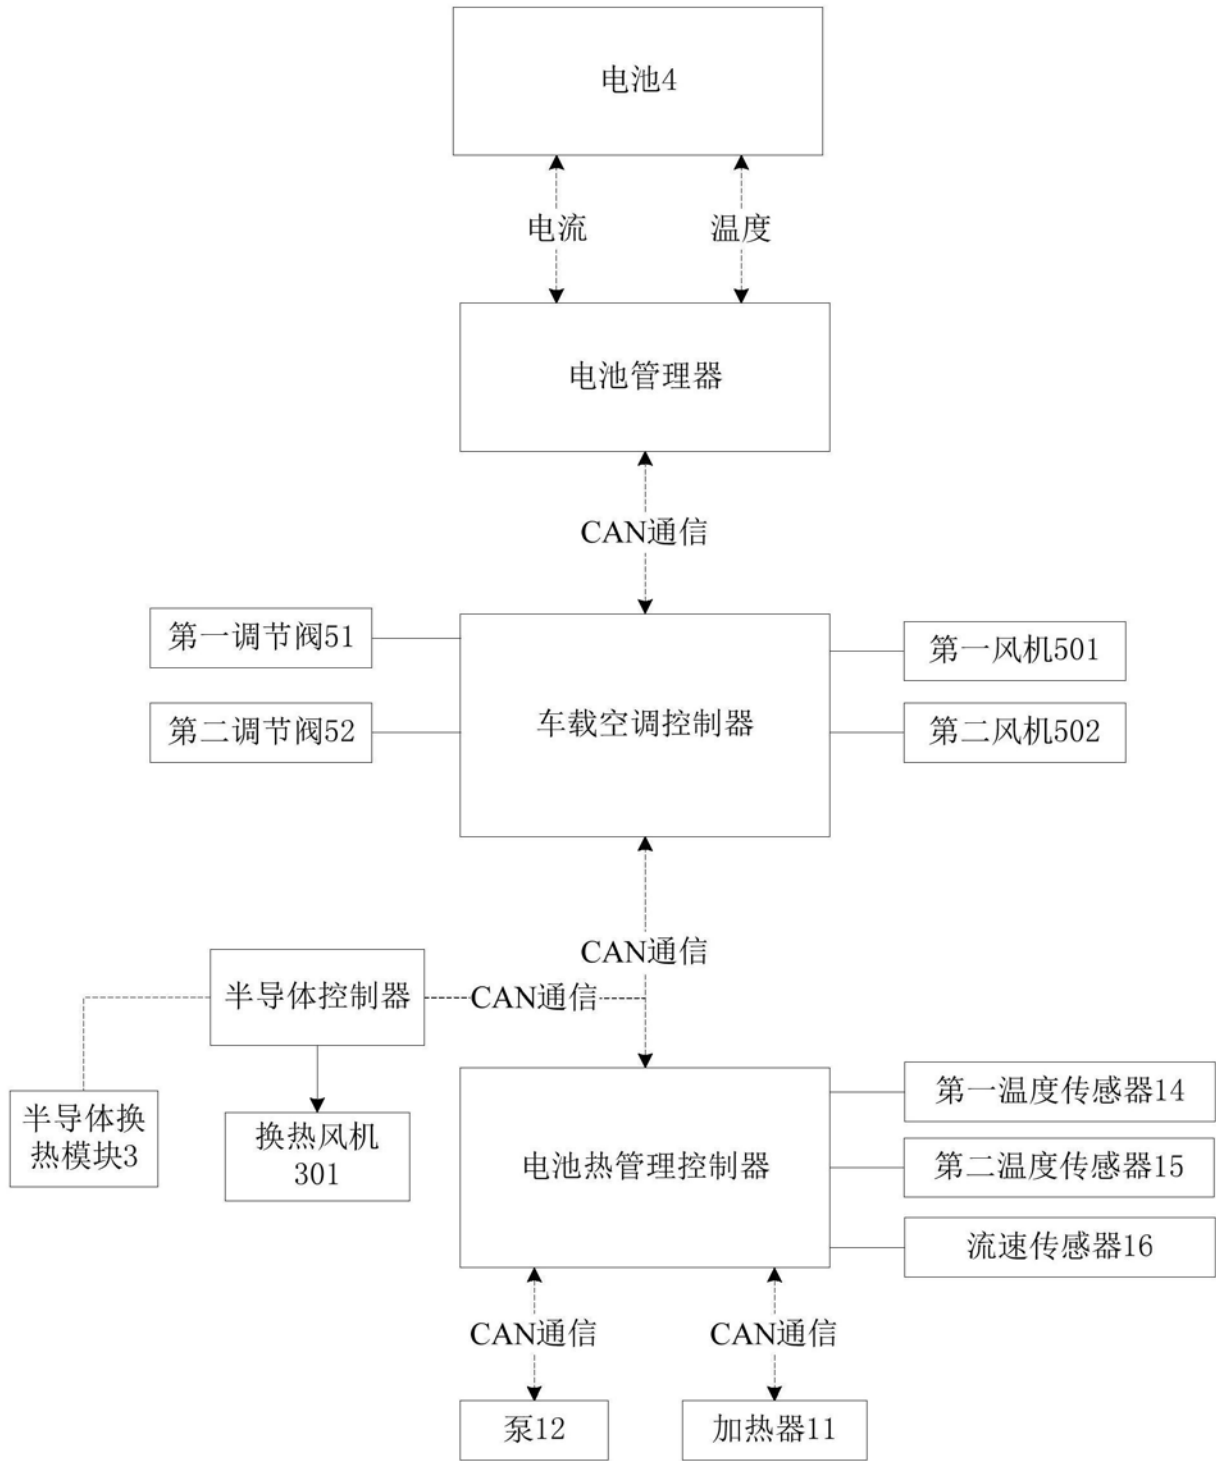 电池4
电流
温度
电池管理器
CAN通信
第一调节阀51
第一风机501
车载空调控制器
第二调节阀52
第二风机502
CAN通信
半导体控制器
CAN通信
半导体换
热模块3
换热风机
301
电池热管理控制器
第一温度传感器14
第二温度传感器15
流速传感器16
CAN通信
CAN通信
泵12
加热器11